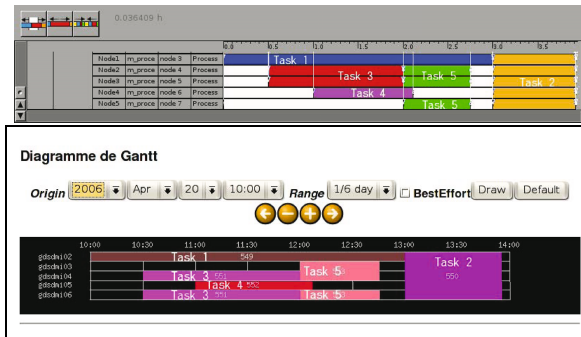 0.036409 h
0.0 0.5 1.0 1.5 2.0 2.5 3.0 3.5
Node1 m_proce node 3 Process Task 1
Node2 m_proce node 4 Process
Task 3 Task 5
Node3 m_proce node 5 Process Task 2
Node4 m_proce node 6 Process Task 4
Node5 m_proce node 7 Process Task 5
Diagramme de Gantt
Origin 2006 Apr 20 10:00 Range 1/6 day BestEffort Draw Default
10:00 10:30 11:00 11:30 12:00 12:30 13:00 13:30 14:00
gdsdmi02 Task 1 549 Task 2
gdsdmi03 Task 5
gdsdmi04 Task 3 551 550
gdsdmi05 Task 4 552
gdsdmi06 Task 3 551 Task 5